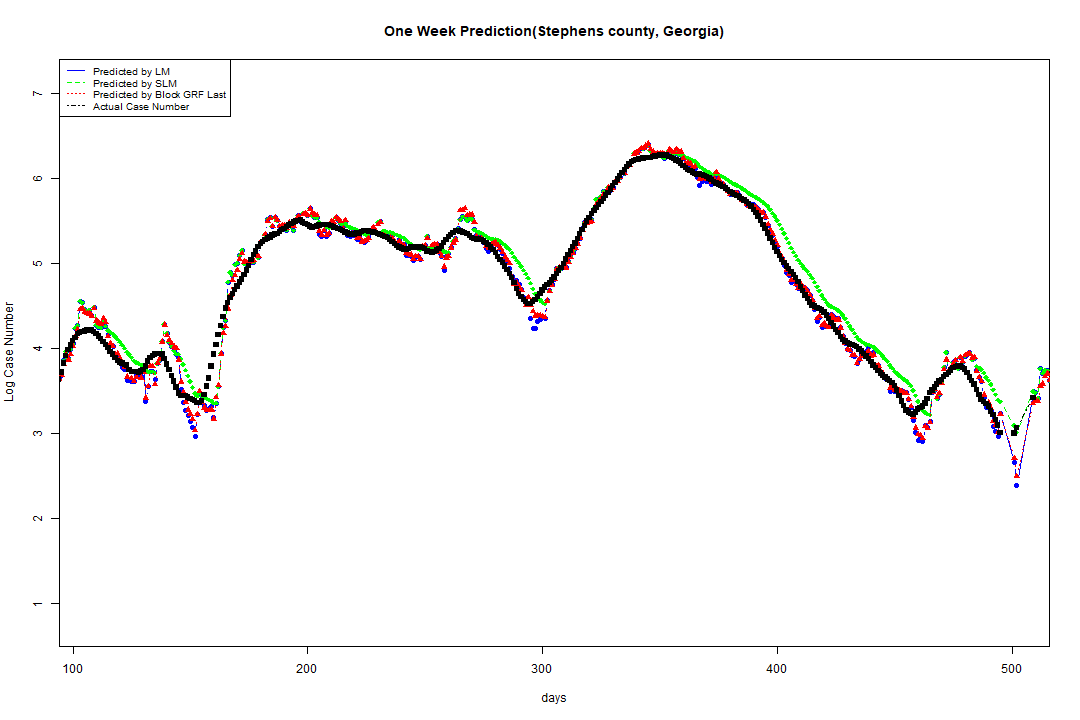 One Week Prediction(Stephens county, Georgia)
Predicted by LM
Predicted by SLM
Predicted by Block GRF Last
Actual Case Number
7
6
5
4
3
2
1
Log Case Number
100 200 300 400 500
days